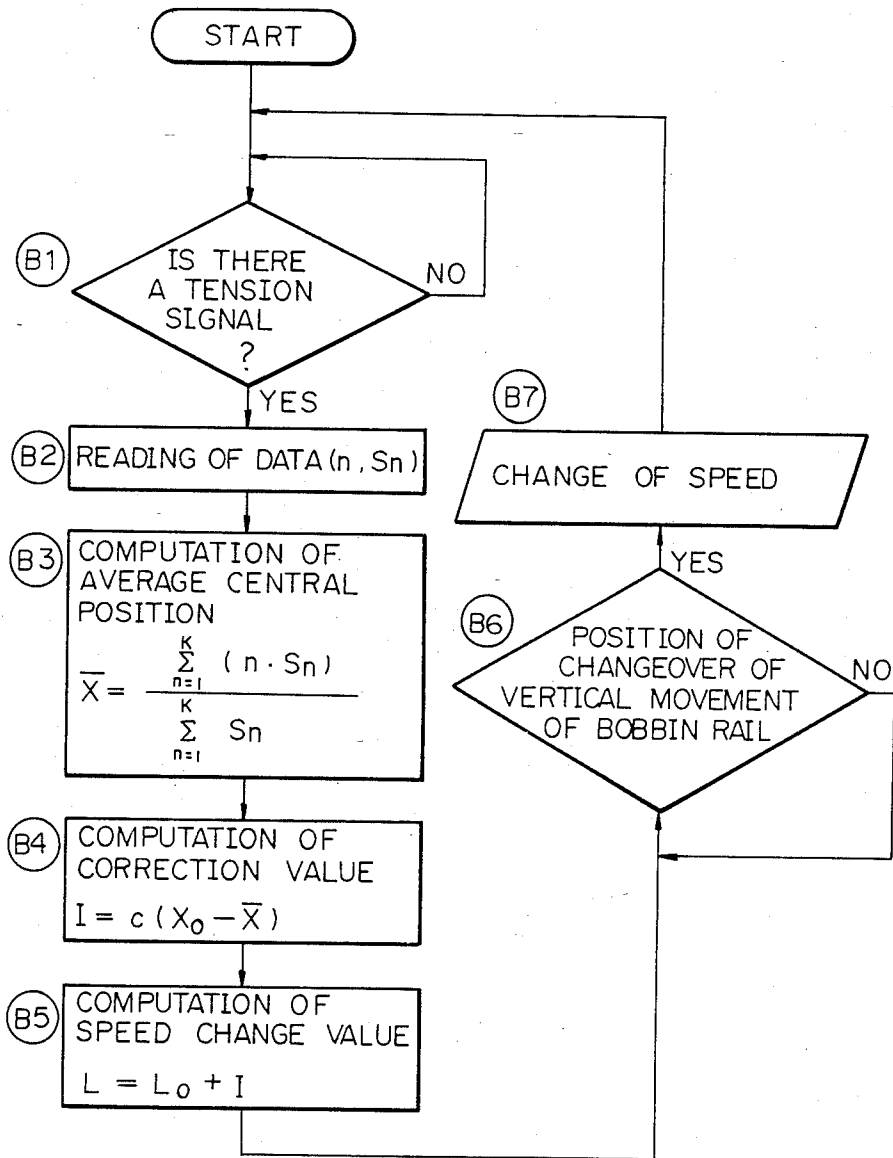 START
B1
IS THERE
A TENSION
SIGNAL
?
NO
YES
B2
READING OF DATA (n, Sn)
B3
COMPUTATION OF
AVERAGE CENTRAL
POSITION
X̄ = K∑n=1 (n · Sn) / K∑n=1 Sn
B4
COMPUTATION OF
CORRECTION VALUE
I = c (X₀ − X̄)
B5
COMPUTATION OF
SPEED CHANGE VALUE
L = L₀ + I
B6
POSITION OF
CHANGEOVER OF
VERTICAL MOVEMENT
OF BOBBIN RAIL
NO
YES
B7
CHANGE OF SPEED